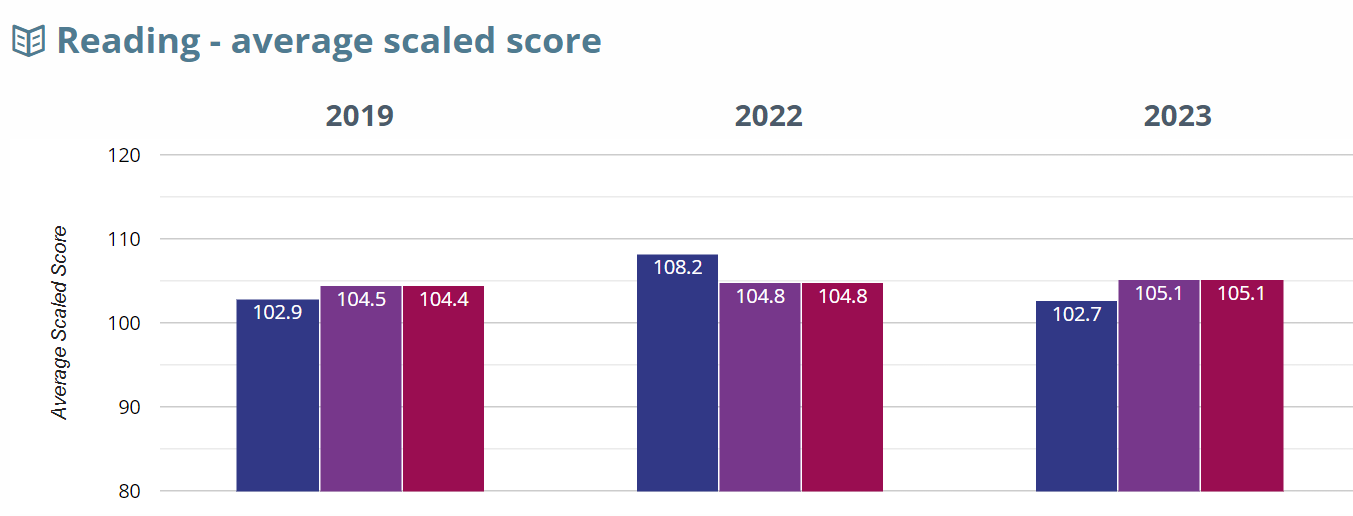 Reading - average scaled score
2019 2022 2023
120
110
100
90
80
Average Scaled Score
102.9 104.5 104.4
108.2 104.8 104.8
102.7 105.1 105.1